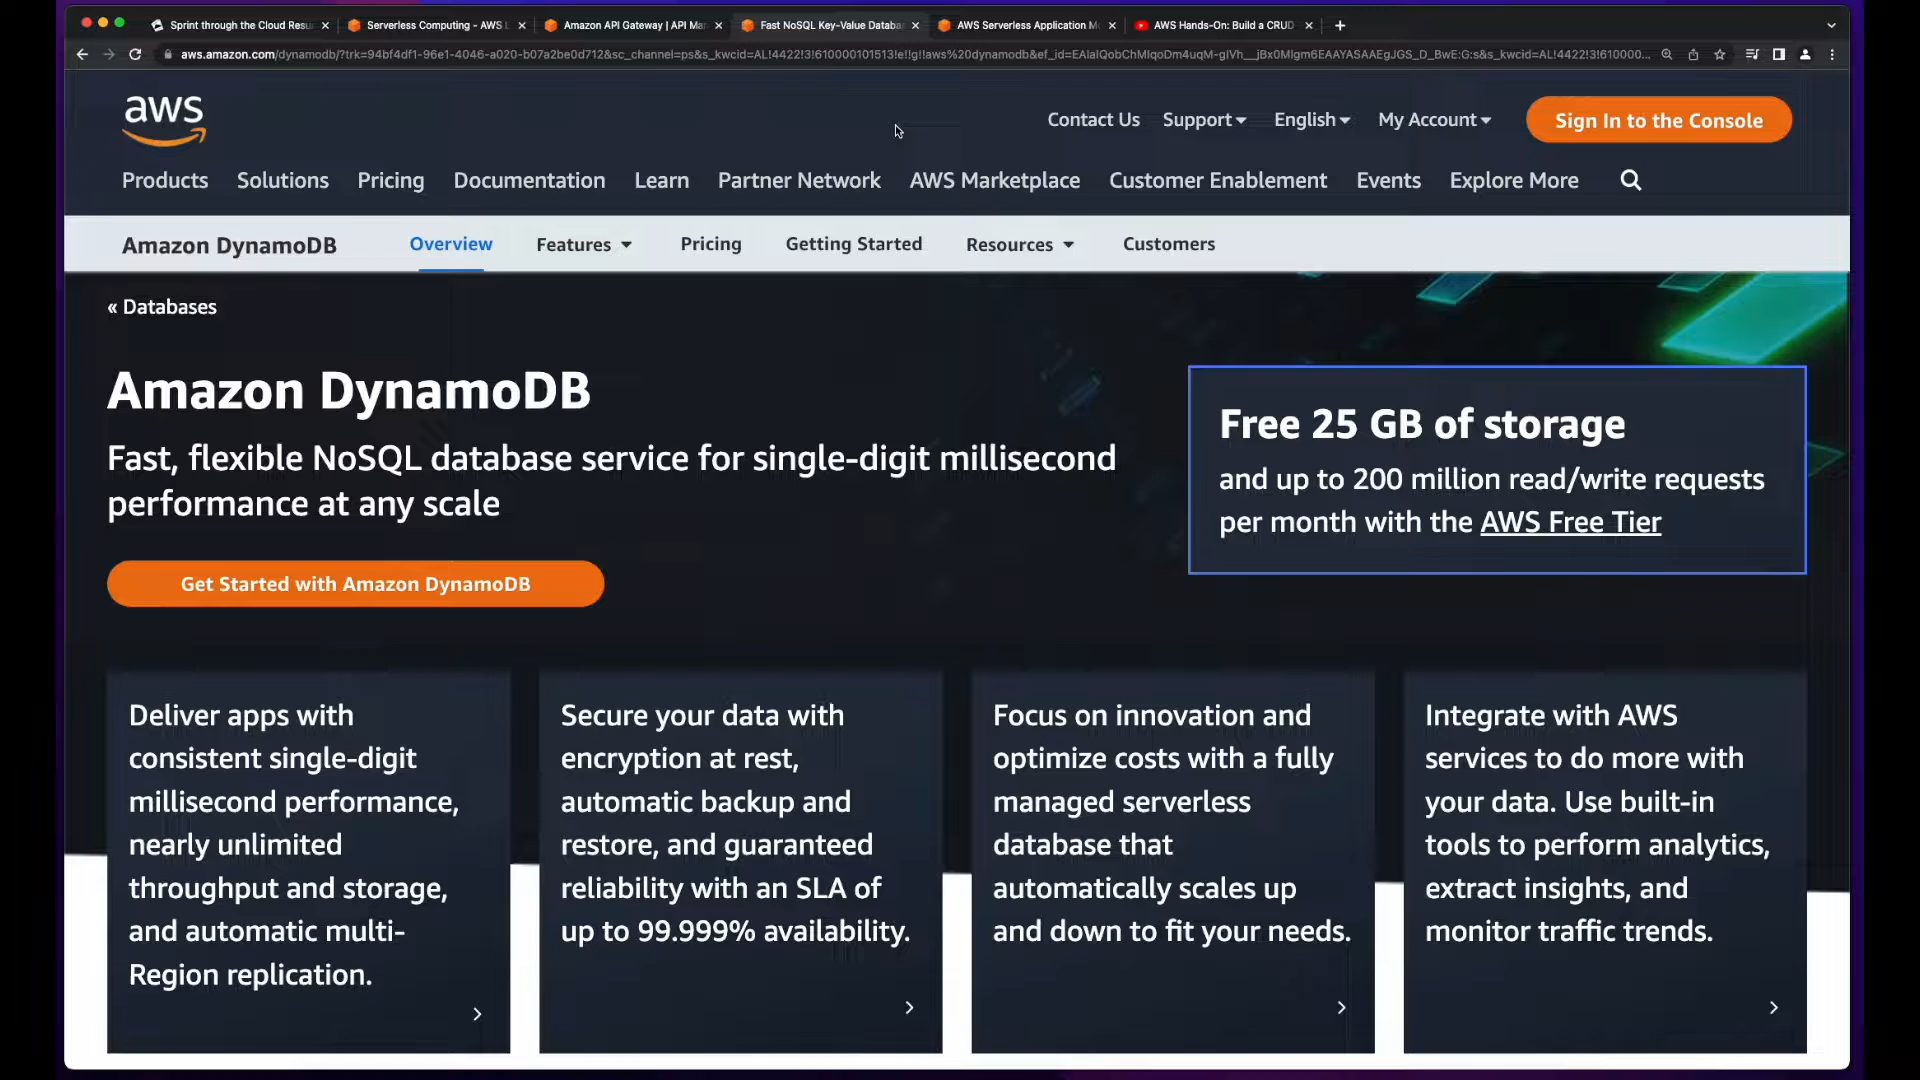 Sprint through the Cloud Resu
Serverless Computing - AWS L
Amazon API Gateway | API Ma
Fast NoSQL Key-Value Databa
AWS Serverless Application M
AWS Hands-On: Build a CRUD
aws
Contact Us
Support
English
My Account
Sign In to the Console
Products
Solutions
Pricing
Documentation
Learn
Partner Network
AWS Marketplace
Customer Enablement
Events
Explore More
Amazon DynamoDB
Overview
Features
Pricing
Getting Started
Resources
Customers
« Databases
Amazon DynamoDB
Fast, flexible NoSQL database service for single-digit millisecond
performance at any scale
Get Started with Amazon DynamoDB
Free 25 GB of storage
and up to 200 million read/write requests
per month with the AWS Free Tier
Deliver apps with
consistent single-digit
millisecond performance,
nearly unlimited
throughput and storage,
and automatic multi-
Region replication.
Secure your data with
encryption at rest,
automatic backup and
restore, and guaranteed
reliability with an SLA of
up to 99.999% availability.
Focus on innovation and
optimize costs with a fully
managed serverless
database that
automatically scales up
and down to fit your needs.
Integrate with AWS
services to do more with
your data. Use built-in
tools to perform analytics,
extract insights, and
monitor traffic trends.